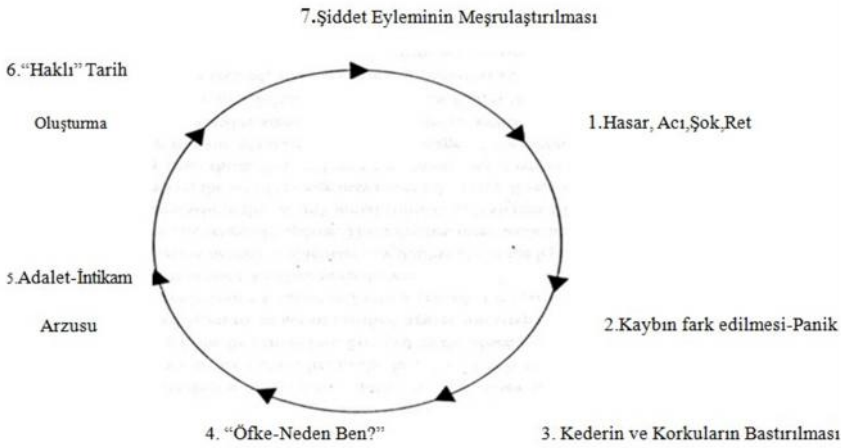 7.Şiddet Eyleminin Meşrulaştırılması
6.“Haklı” Tarih
Oluşturma
1.Hasar, Acı,Şok,Ret
5.Adalet-İntikam
Arzusu
2.Kaybın fark edilmesi-Panik
4. “Öfke-Neden Ben?”
3. Kederin ve Korkuların Bastırılması